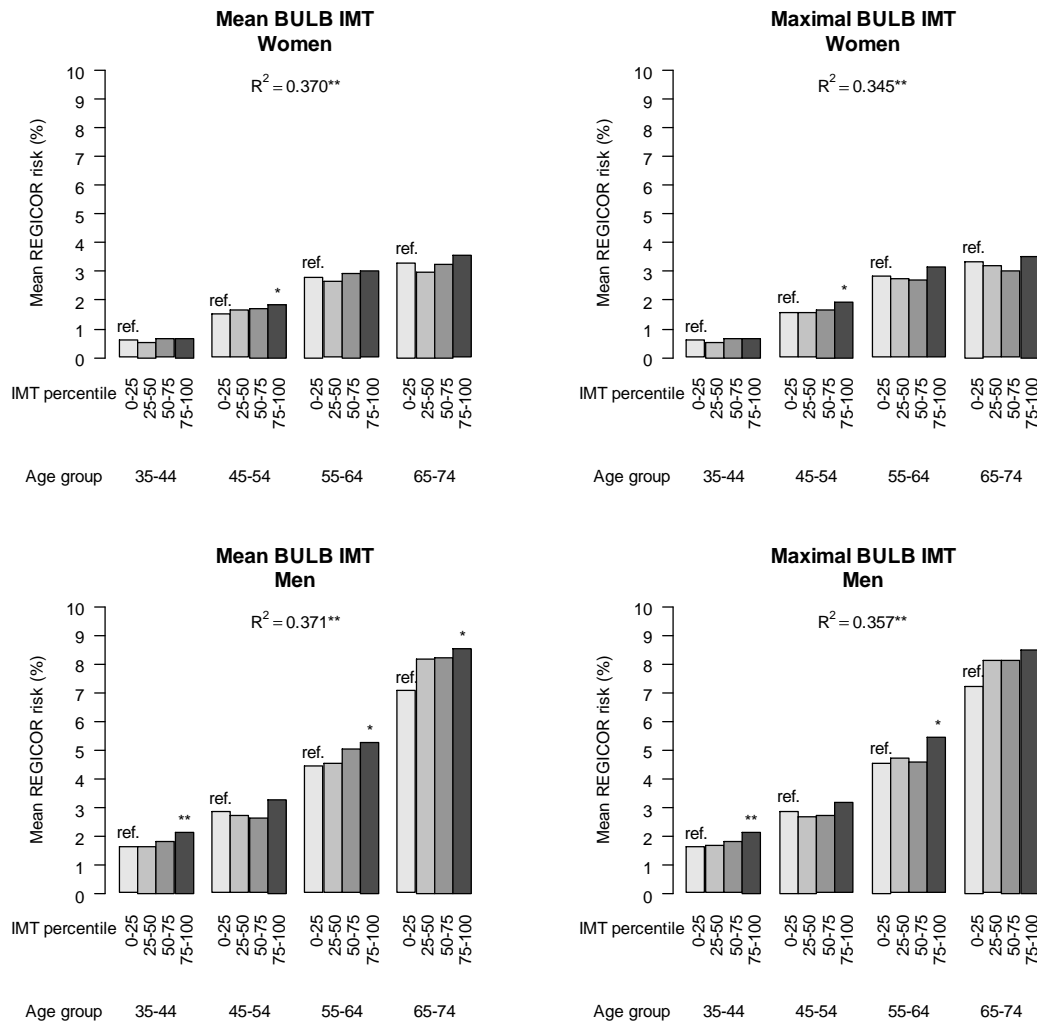 Mean BULB IMT
Women
R² = 0.370**
Mean REGICOR risk (%)
10
9
8
7
6
5
4
3
2
1
0
ref.
ref.
*
ref.
ref.
IMT percentile 0-25 25-50 50-75 75-100 0-25 25-50 50-75 75-100 0-25 25-50 50-75 75-100 0-25 25-50 50-75 75-100
Age group 35-44 45-54 55-64 65-74
Maximal BULB IMT
Women
R² = 0.345**
Mean REGICOR risk (%)
10
9
8
7
6
5
4
3
2
1
0
ref.
ref.
*
ref.
ref.
IMT percentile 0-25 25-50 50-75 75-100 0-25 25-50 50-75 75-100 0-25 25-50 50-75 75-100 0-25 25-50 50-75 75-100
Age group 35-44 45-54 55-64 65-74
Mean BULB IMT
Men
R² = 0.371**
Mean REGICOR risk (%)
10
9
8
7
6
5
4
3
2
1
0
ref.
**
ref.
ref.
*
ref.
*
IMT percentile 0-25 25-50 50-75 75-100 0-25 25-50 50-75 75-100 0-25 25-50 50-75 75-100 0-25 25-50 50-75 75-100
Age group 35-44 45-54 55-64 65-74
Maximal BULB IMT
Men
R² = 0.357**
Mean REGICOR risk (%)
10
9
8
7
6
5
4
3
2
1
0
ref.
**
ref.
ref.
*
ref.
IMT percentile 0-25 25-50 50-75 75-100 0-25 25-50 50-75 75-100 0-25 25-50 50-75 75-100 0-25 25-50 50-75 75-100
Age group 35-44 45-54 55-64 65-74